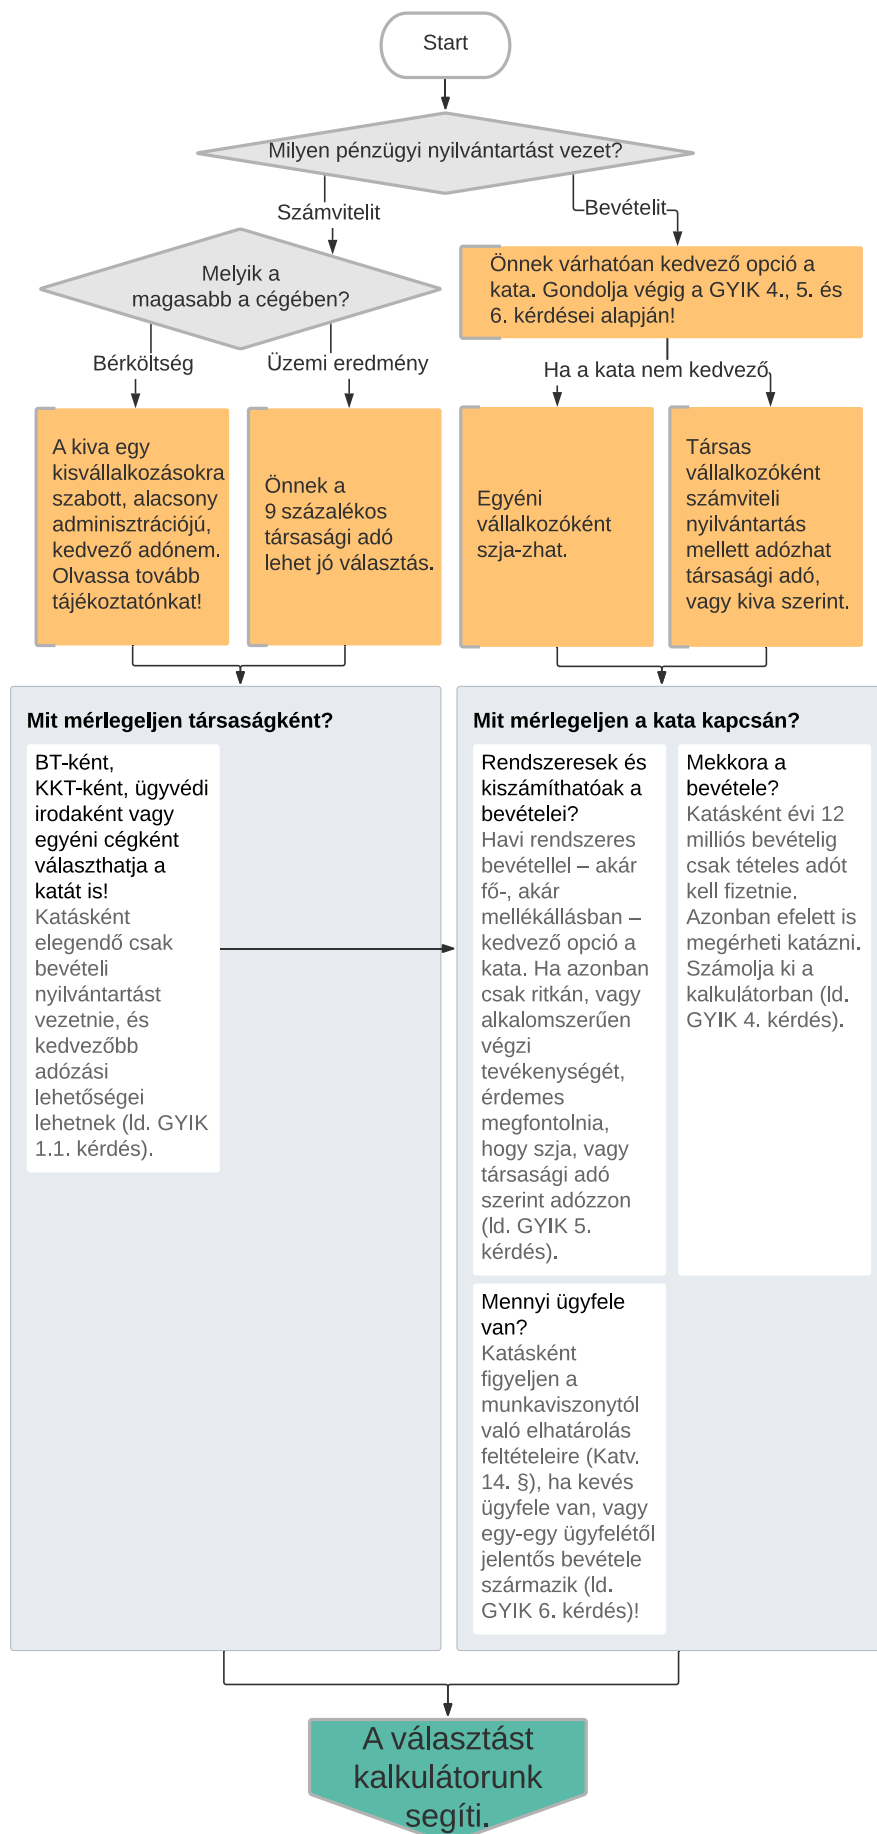 Start
Milyen pénzügyi nyilvántartást vezet?
Számvitelit
Bevételit
Melyik a
magasabb a cégében?
Önnek várhatóan kedvező opció a
kata. Gondolja végig a GYIK 4., 5. és
6. kérdései alapján!
Bérköltség
Üzemi eredmény
Ha a kata nem kedvező
A kiva egy
kisvállalkozásokra
szabott, alacsony
adminisztrációjú,
kedvező adónem.
Olvassa tovább
tájékoztatónkat!
Önnek a
9 százalékos
társasági adó
lehet jó választás.
Egyéni
vállalkozóként
szja-zhat.
Társas
vállalkozóként
számviteli
nyilvántartás
mellett adózhat
társasági adó,
vagy kiva szerint.
Mit mérlegeljen társaságként?
BT-ként,
KKT-ként, ügyvédi
irodaként vagy
egyéni cégként
választhatja a
katát is!
Katásként
elegendő csak
bevételi
nyilvántartást
vezetnie, és
kedvezőbb
adózási
lehetőségei
lehetnek (ld. GYIK
1.1. kérdés).
Mit mérlegeljen a kata kapcsán?
Rendszeresek és
kiszámíthatóak a
bevételei?
Havi rendszeres
bevétellel – akár
fő-, akár
mellékállásban –
kedvező opció a
kata. Ha azonban
csak ritkán, vagy
alkalomszerűen
végzi
tevékenységét,
érdemes
megfontolnia,
hogy szja, vagy
társasági adó
szerint adózzon
(ld. GYIK 5.
kérdés).
Mekkora a
bevétele?
Katásként évi 12
milliós bevételig
csak tételes adót
kell fizetnie.
Azonban efelett is
megérheti katázni.
Számolja ki a
kalkulátorban (ld.
GYIK 4. kérdés).
Mennyi ügyfele
van?
Katásként
figyeljen a
munkaviszonytól
való elhatárolás
feltételeire (Katv.
14. §), ha kevés
ügyfele van, vagy
egy-egy ügyfelétől
jelentős bevétele
származik (ld.
GYIK 6. kérdés)!
A választást
kalkulátorunk
segíti.